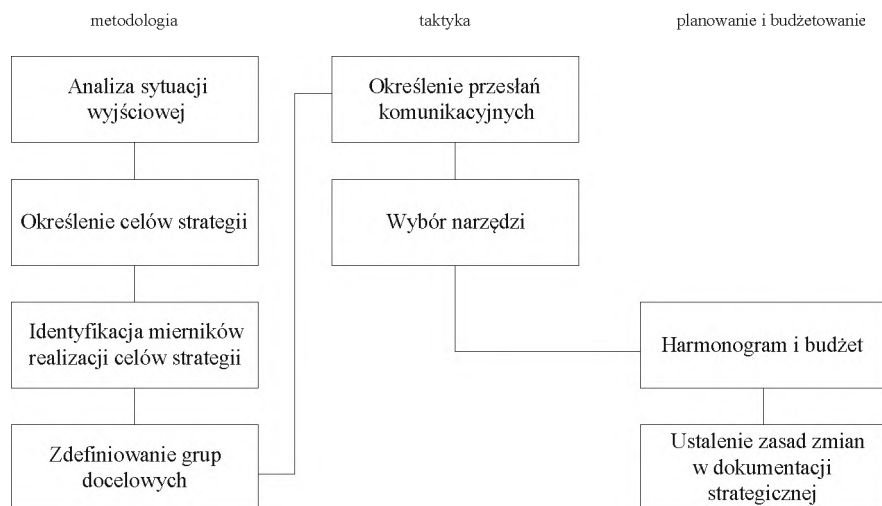 metodologia
taktyka
planowanie i budżetowanie
Analiza sytuacji
wyjściowej
Określenie celów strategii
Identyfikacja mierników
realizacji celów strategii
Zdefiniowanie grup
docelowych
Określenie przesłań
komunikacyjnych
Wybór narzędzi
Harmonogram i budżet
Ustalenie zasad zmian
w dokumentacji
strategicznej